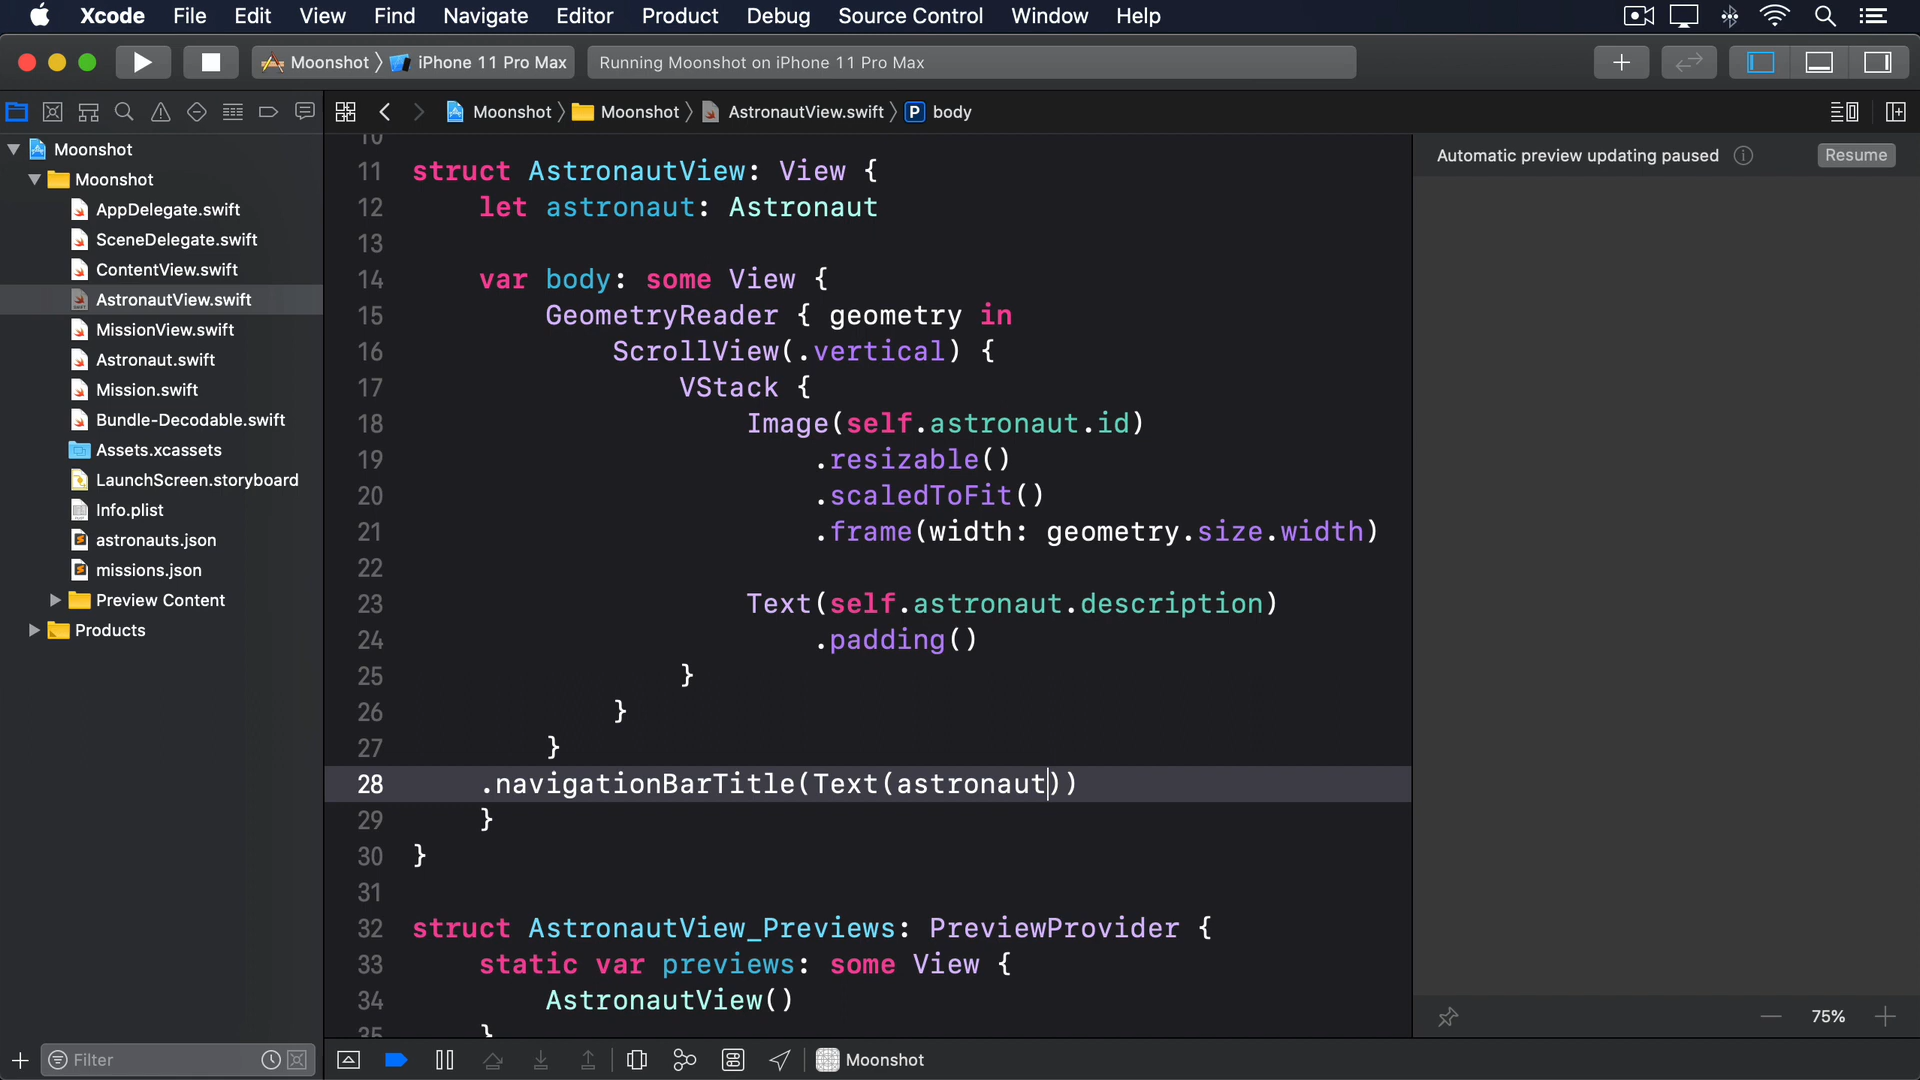 Xcode File Edit View Find Navigate Editor Product Debug Source Control Window Help
Moonshot iPhone 11 Pro Max Running Moonshot on iPhone 11 Pro Max
Moonshot Moonshot AstronautView.swift P body
Automatic preview updating paused Resume
Moonshot
Moonshot
AppDelegate.swift
SceneDelegate.swift
ContentView.swift
AstronautView.swift
MissionView.swift
Astronaut.swift
Mission.swift
Bundle-Decodable.swift
Assets.xcassets
LaunchScreen.storyboard
Info.plist
astronauts.json
missions.json
Preview Content
Products
Filter
10
11 struct AstronautView: View {
12 let astronaut: Astronaut
13
14 var body: some View {
15 GeometryReader { geometry in
16 ScrollView(.vertical) {
17 VStack {
18 Image(self.astronaut.id)
19 .resizable()
20 .scaledToFit()
21 .frame(width: geometry.size.width)
22
23 Text(self.astronaut.description)
24 .padding()
25 }
26 }
27 }
28 .navigationBarTitle(Text(astronaut))
29 }
30 }
31
32 struct AstronautView_Previews: PreviewProvider {
33 static var previews: some View {
34 AstronautView()
35 }
75%
Moonshot